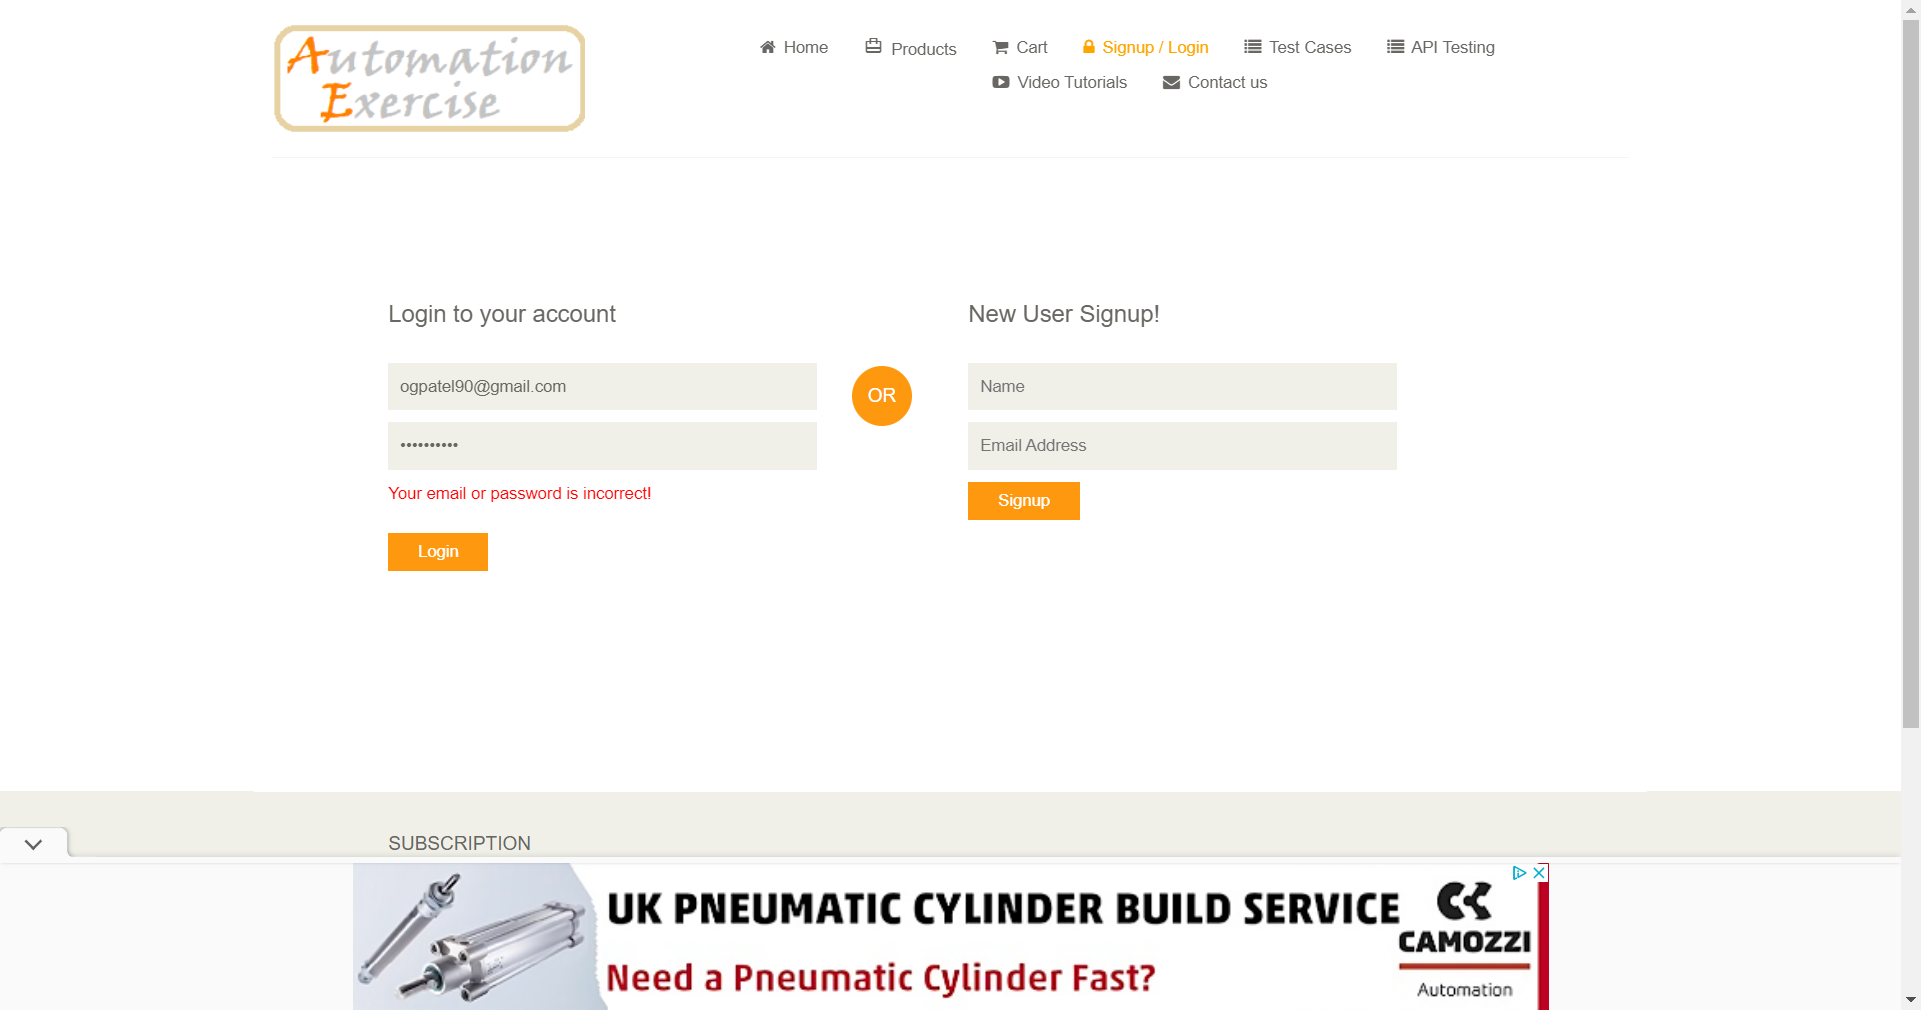 Automation
Exercise
Home
Products
Cart
Signup / Login
Test Cases
API Testing
Video Tutorials
Contact us
Login to your account
ogpatel90@gmail.com
••••••••••
Your email or password is incorrect!
Login
OR
New User Signup!
Name
Email Address
Signup
SUBSCRIPTION
UK PNEUMATIC CYLINDER BUILD SERVICE
Need a Pneumatic Cylinder Fast?
CAMOZZI
Automation